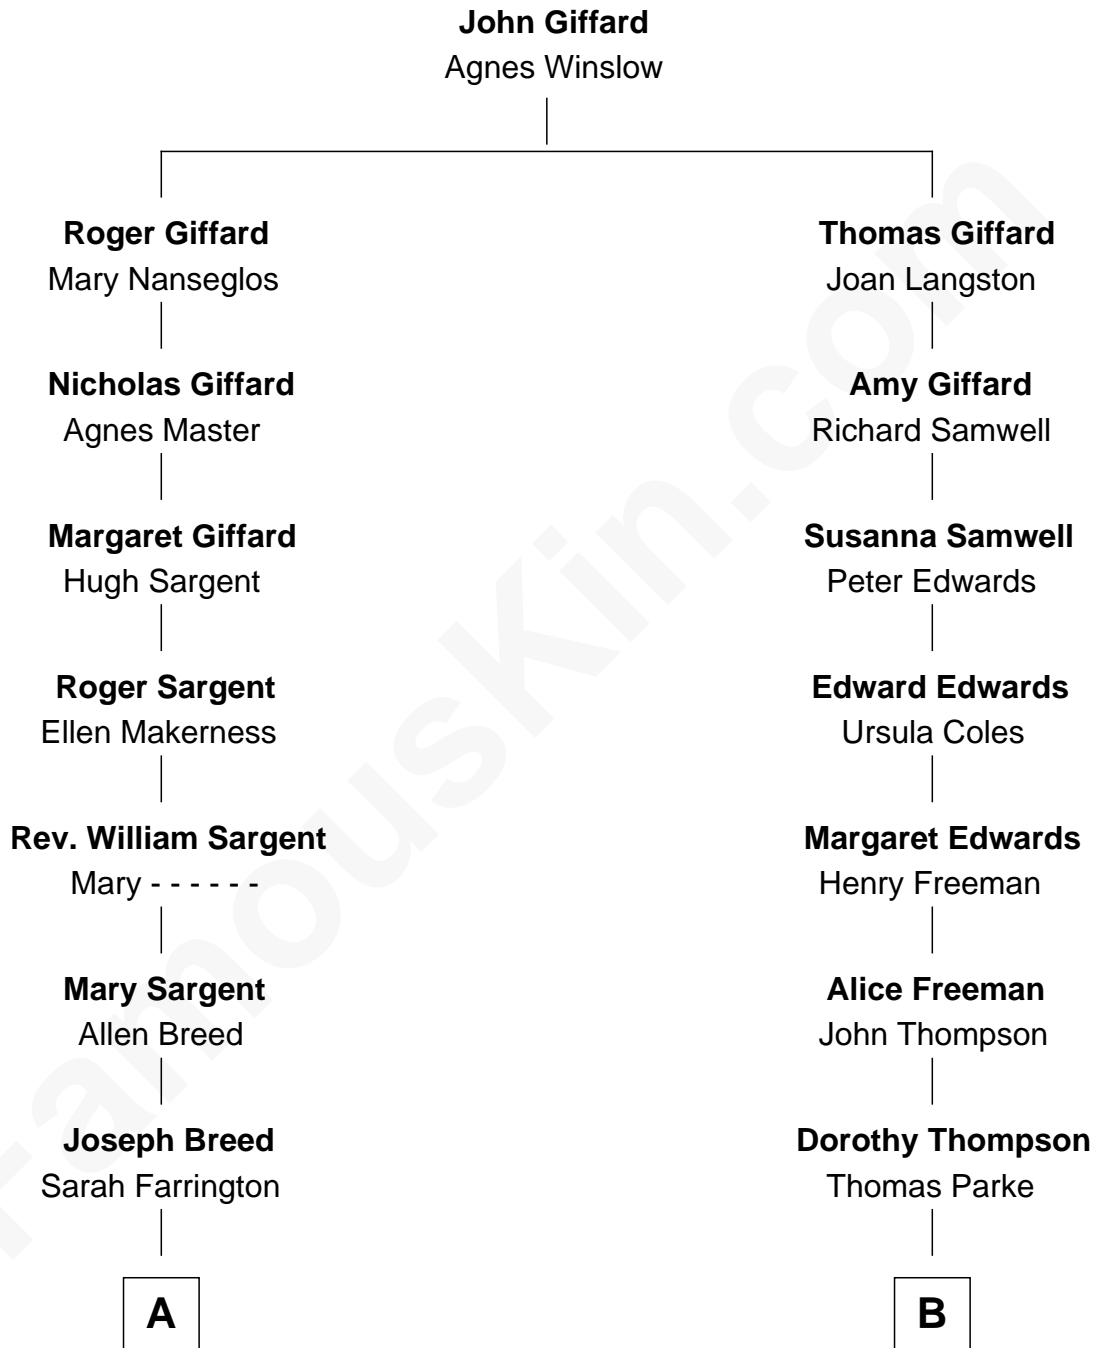 John Giffard
Agnes Winslow
Roger Giffard
Mary Nanseglos
Thomas Giffard
Joan Langston
Nicholas Giffard
Agnes Master
Amy Giffard
Richard Samwell
Margaret Giffard
Hugh Sargent
Susanna Samwell
Peter Edwards
Roger Sargent
Ellen Makerness
Edward Edwards
Ursula Coles
Rev. William Sargent
Mary - - - - - -
Margaret Edwards
Henry Freeman
Mary Sargent
Allen Breed
Alice Freeman
John Thompson
Joseph Breed
Sarah Farrington
Dorothy Thompson
Thomas Parke
A
B
FamousKin.com